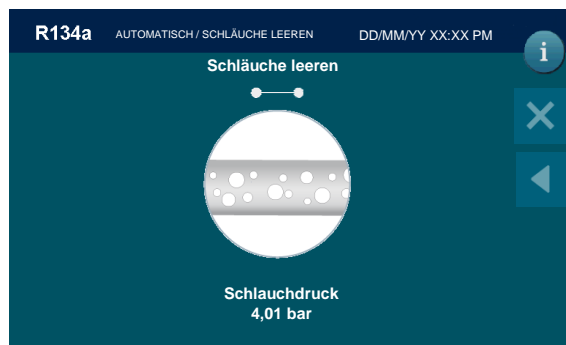 R134a AUTOMATISCH / SCHLÄUCHE LEEREN DD/MM/YY XX:XX PM
i
Schläuche leeren
Schlauchdruck
4,01 bar